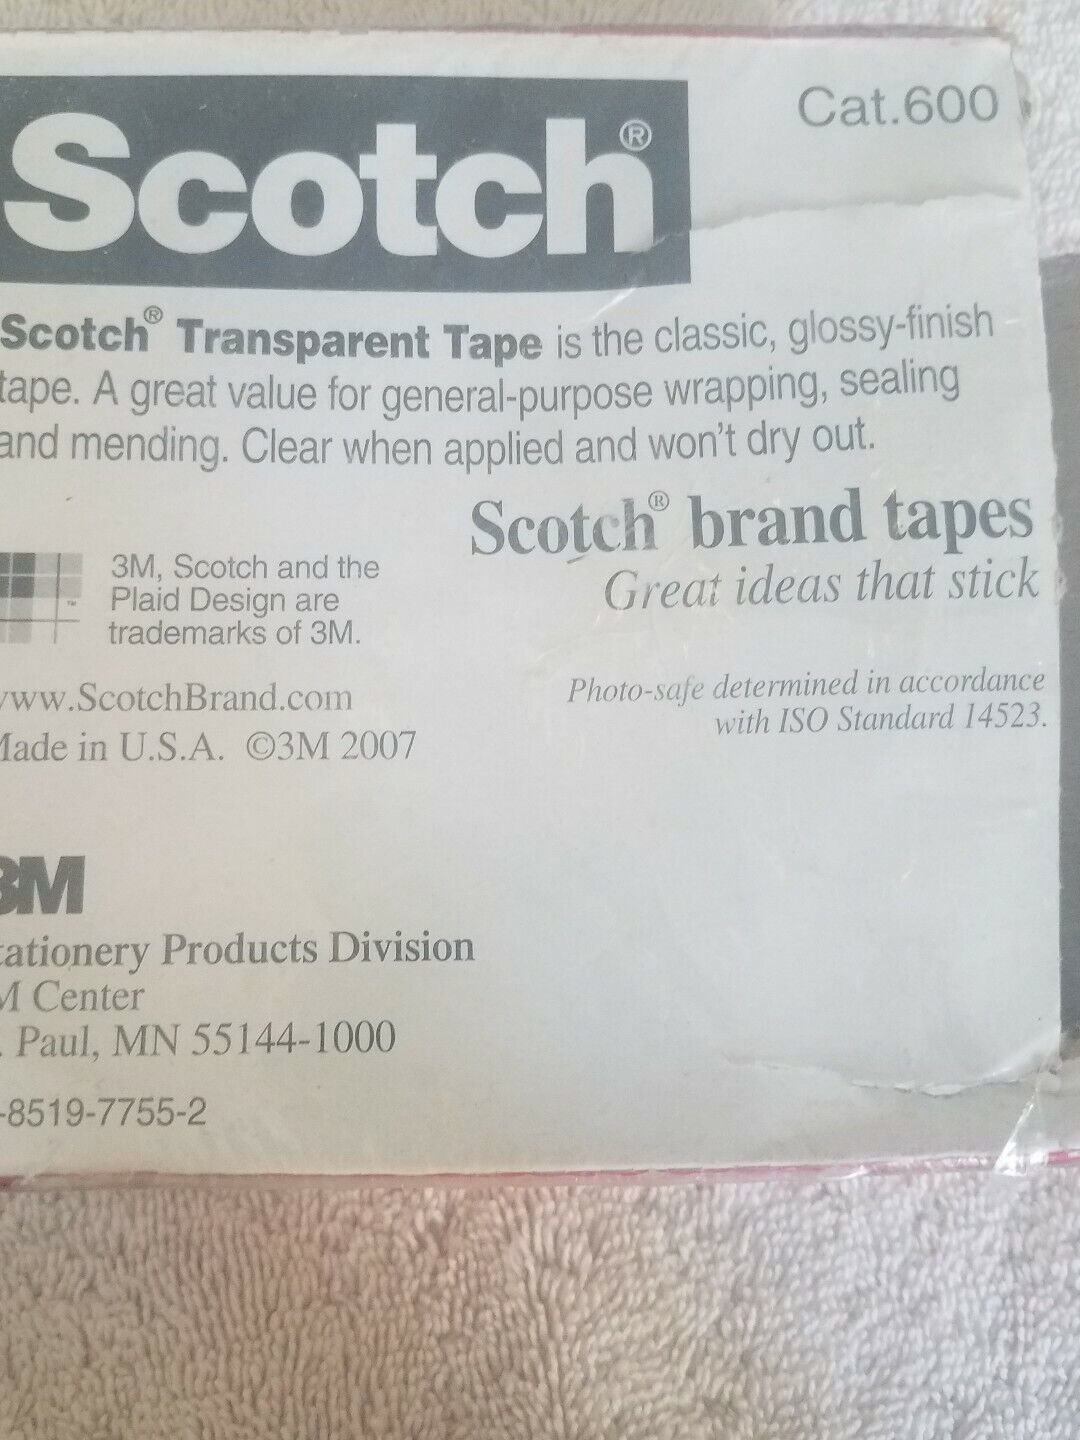 Scotch®
Cat.600
Scotch® Transparent Tape is the classic, glossy-finish
tape. A great value for general-purpose wrapping, sealing
and mending. Clear when applied and won't dry out.
Scotch® brand tapes
Great ideas that stick
™
3M, Scotch and the
Plaid Design are
trademarks of 3M.
Photo-safe determined in accordance
with ISO Standard 14523.
www.ScotchBrand.com
Made in U.S.A. ©3M 2007
3M
tationery Products Division
M Center
. Paul, MN 55144-1000
-8519-7755-2